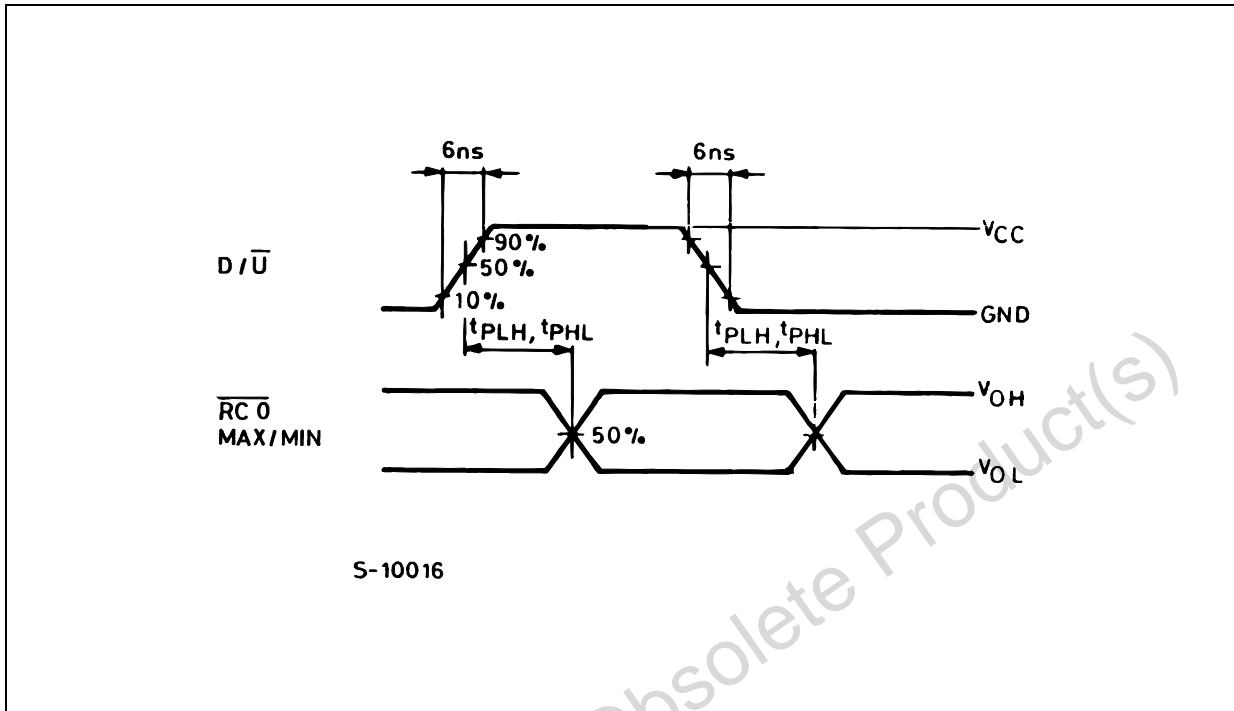 6ns
6ns
VCC
90%
D/U̅
50%
10%
GND
tPLH, tPHL
tPLH, tPHL
R̅C̅ ̅O̅
MAX/MIN
VOH
50%
VOL
S-10016
Obsolete Product(s)